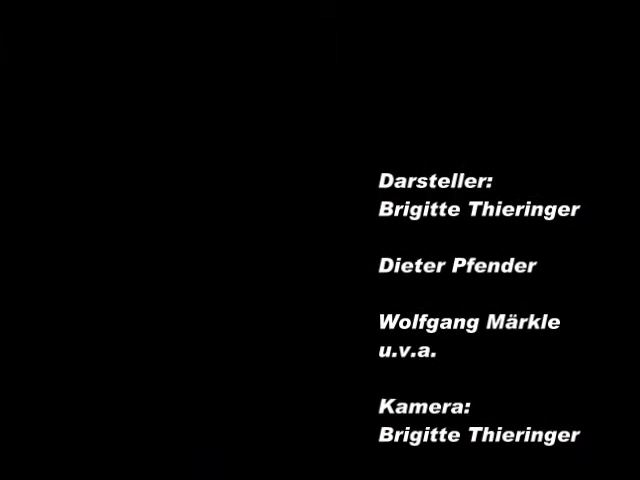 Darsteller:
Brigitte Thieringer
Dieter Pfender
Wolfgang Märkle
u.v.a.
Kamera:
Brigitte Thieringer